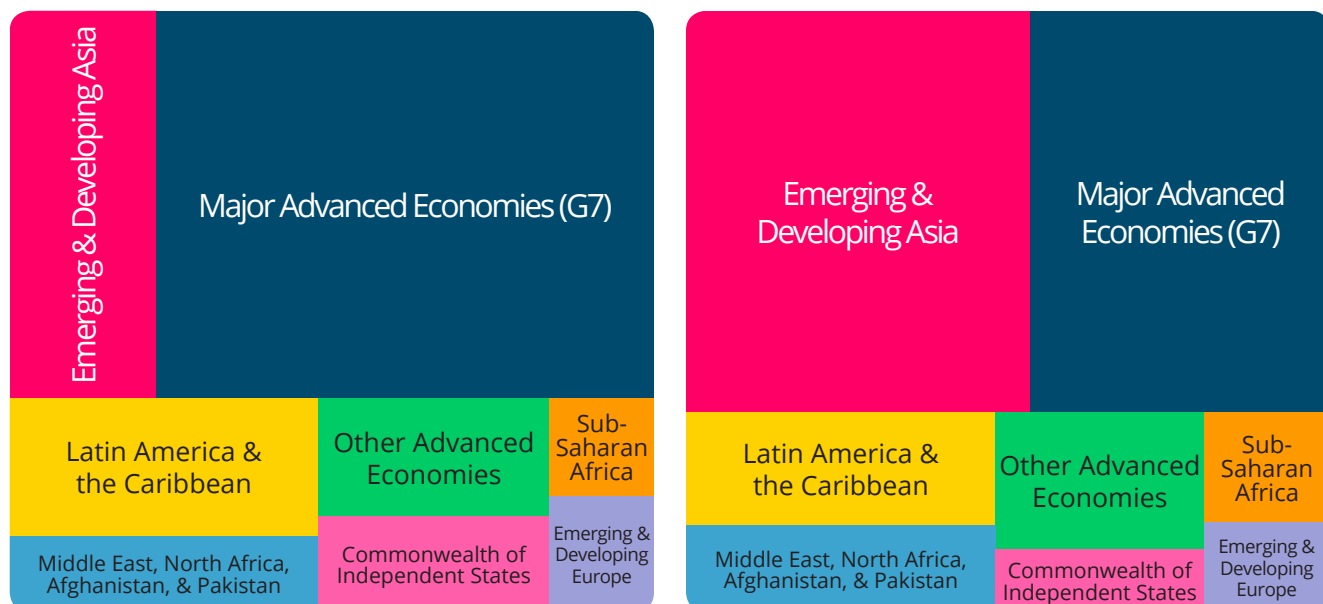 Emerging & Developing Asia
Major Advanced Economies (G7)
Latin America &
the Caribbean
Other Advanced
Economies
Sub-
Saharan
Africa
Middle East, North Africa,
Afghanistan, & Pakistan
Commonwealth of
Independent States
Emerging &
Developing
Europe
Emerging &
Developing Asia
Major Advanced
Economies (G7)
Latin America &
the Caribbean
Other Advanced
Economies
Sub-
Saharan
Africa
Middle East, North Africa,
Afghanistan, & Pakistan
Commonwealth of
Independent States
Emerging &
Developing
Europe